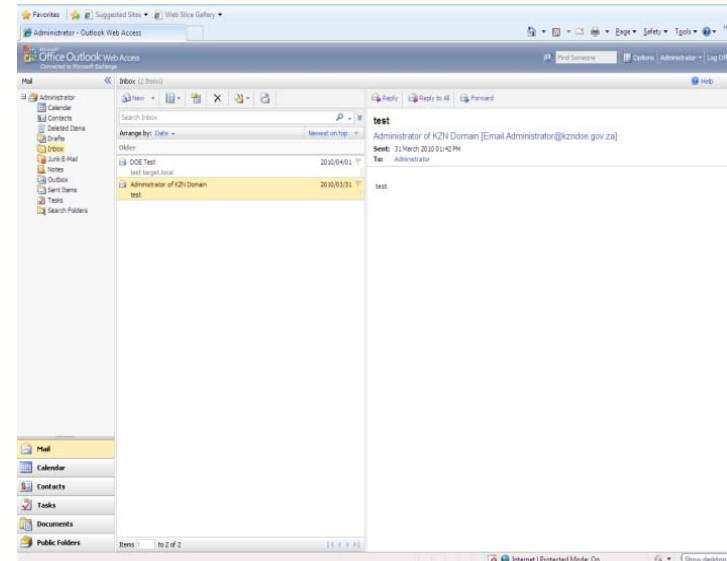 Favorites Suggested Sites Web Slice Gallery
Administrator - Outlook Web Access
Page Safety Tools
Microsoft
Office Outlook Web Access
Connected to Microsoft Exchange
Find Someone Options Administrator Log Off
Mail
Inbox (2 Items)
Help
Administrator
Calendar
Contacts
Deleted Items
Drafts
Inbox
Junk E-Mail
Notes
Outbox
Sent Items
Tasks
Search Folders
New
Search Inbox
Arrange by: Date Newest on top
Older
DOE Test 2010/04/01
test target.local
Administrator of KZN Domain 2010/03/31
test
Reply Reply to All Forward
test
Administrator of KZN Domain [Email.Administrator@kzndoe.gov.za]
Sent: 31 March 2010 01:42 PM
To: Administrator
test
Mail
Calendar
Contacts
Tasks
Documents
Public Folders
Items to 2 of 2
Internet | Protected Mode: On
Show desktop